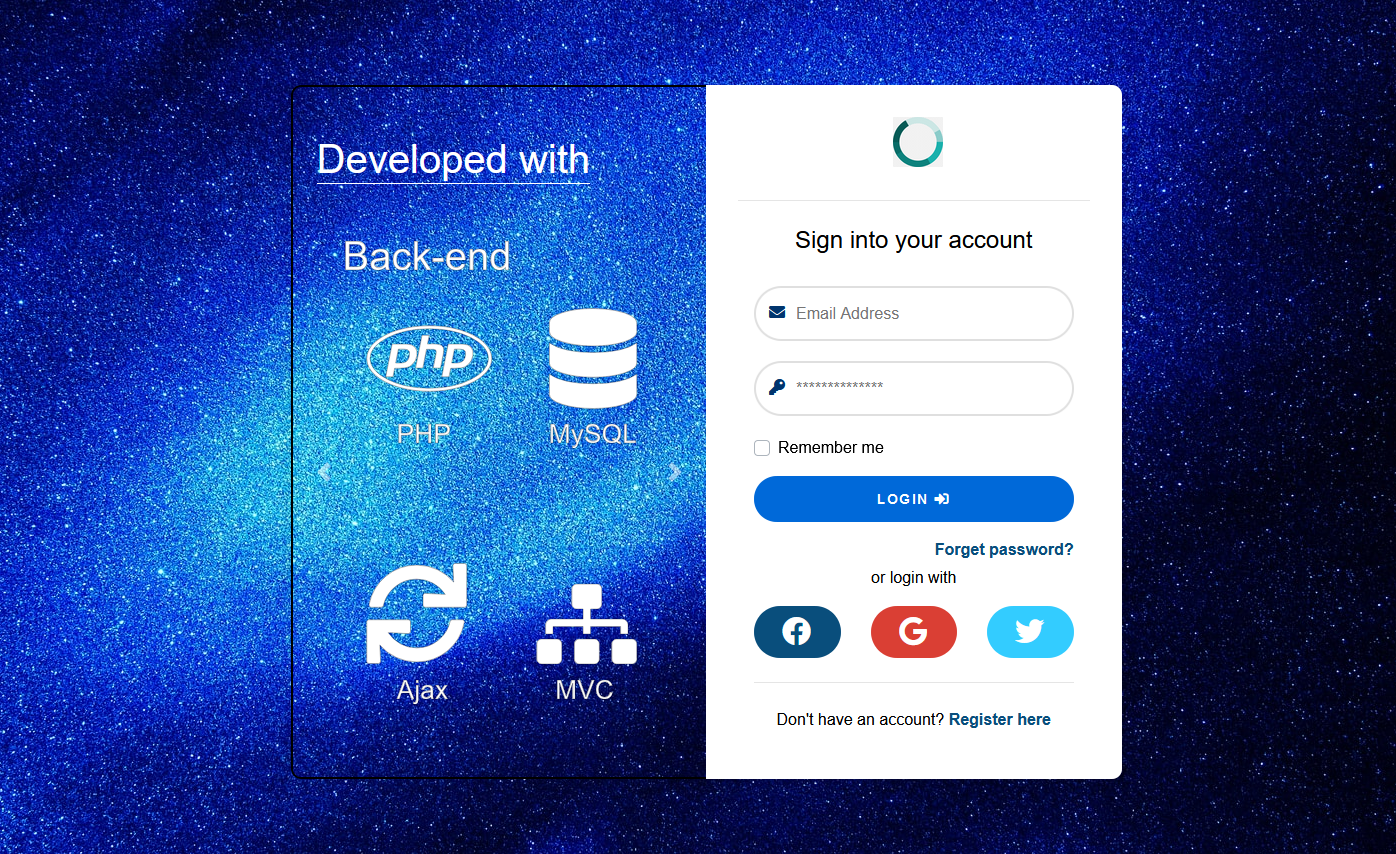 Developed with
Back-end
php
PHP
MySQL
Ajax
MVC
Sign into your account
Email Address
**************
Remember me
LOGIN
Forget password?
or login with
Don't have an account? Register here